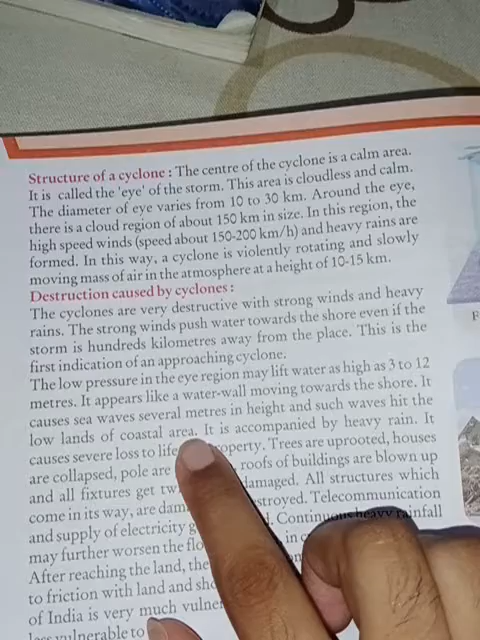 Structure of a cyclone : The centre of the cyclone is a calm area.
It is called the 'eye' of the storm. This area is cloudless and calm.
The diameter of eye varies from 10 to 30 km. Around the eye,
there is a cloud region of about 150 km in size. In this region, the
high speed winds (speed about 150-200 km/h) and heavy rains are
formed. In this way, a cyclone is violently rotating and slowly
moving mass of air in the atmosphere at a height of 10-15 km.
Destruction caused by cyclones :
The cyclones are very destructive with strong winds and heavy
rains. The strong winds push water towards the shore even if the
storm is hundreds kilometres away from the place. This is the
first indication of an approaching cyclone.
The low pressure in the eye region may lift water as high as 3 to 12
metres. It appears like a water-wall moving towards the shore. It
causes sea waves several metres in height and such waves hit the
low lands of coastal area. It is accompanied by heavy rain. It
causes severe loss to life property. Trees are uprooted, houses
are collapsed, pole are roofs of buildings are blown up
and all fixtures get damaged. All structures which
come in its way, are Telecommunication
and supply of electricity Continuous heavy rainfall
may further worsen the in
After reaching the land, the
to friction with land and
of India is very much
less vulnerable to
F